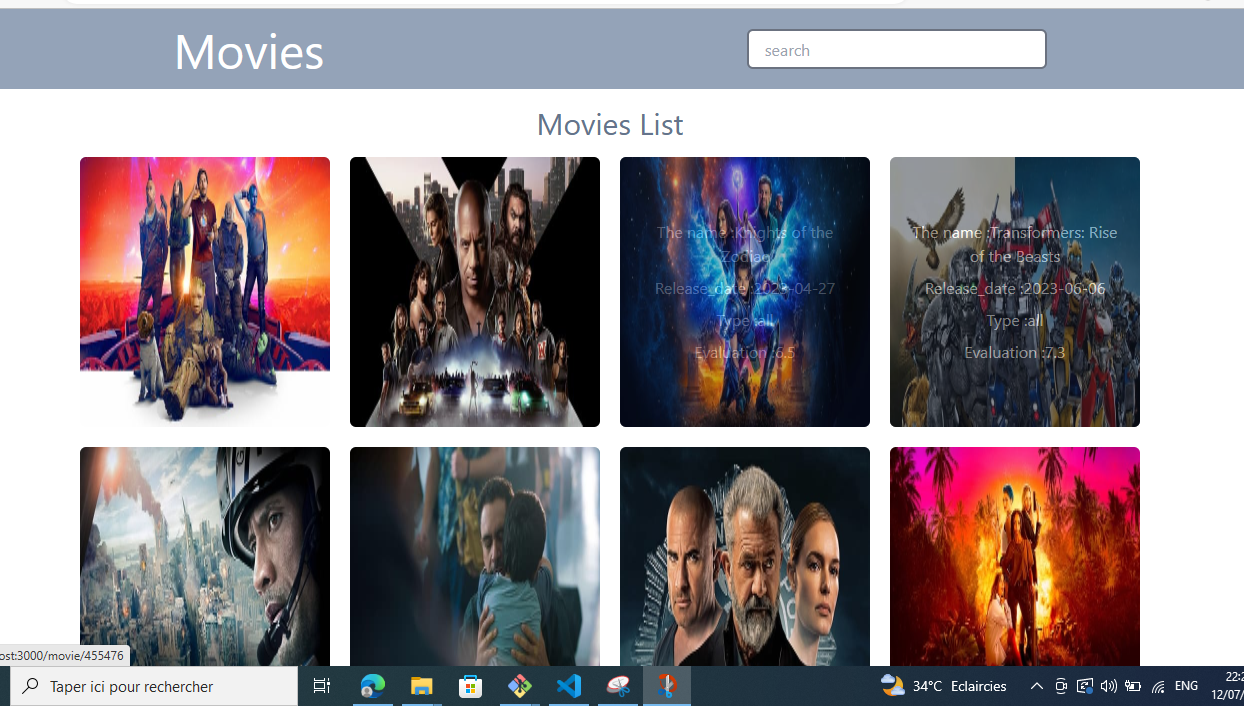 Movies
search
Movies List
The name :Knights of the
Zodiac
Release_date :2023-04-27
Type :all
Evaluation :6.5
The name :Transformers: Rise
of the Beasts
Release_date :2023-06-06
Type :all
Evaluation :7.3
ost:3000/movie/455476
Taper ici pour rechercher
34°C Eclaircies
ENG
22:2
12/07/